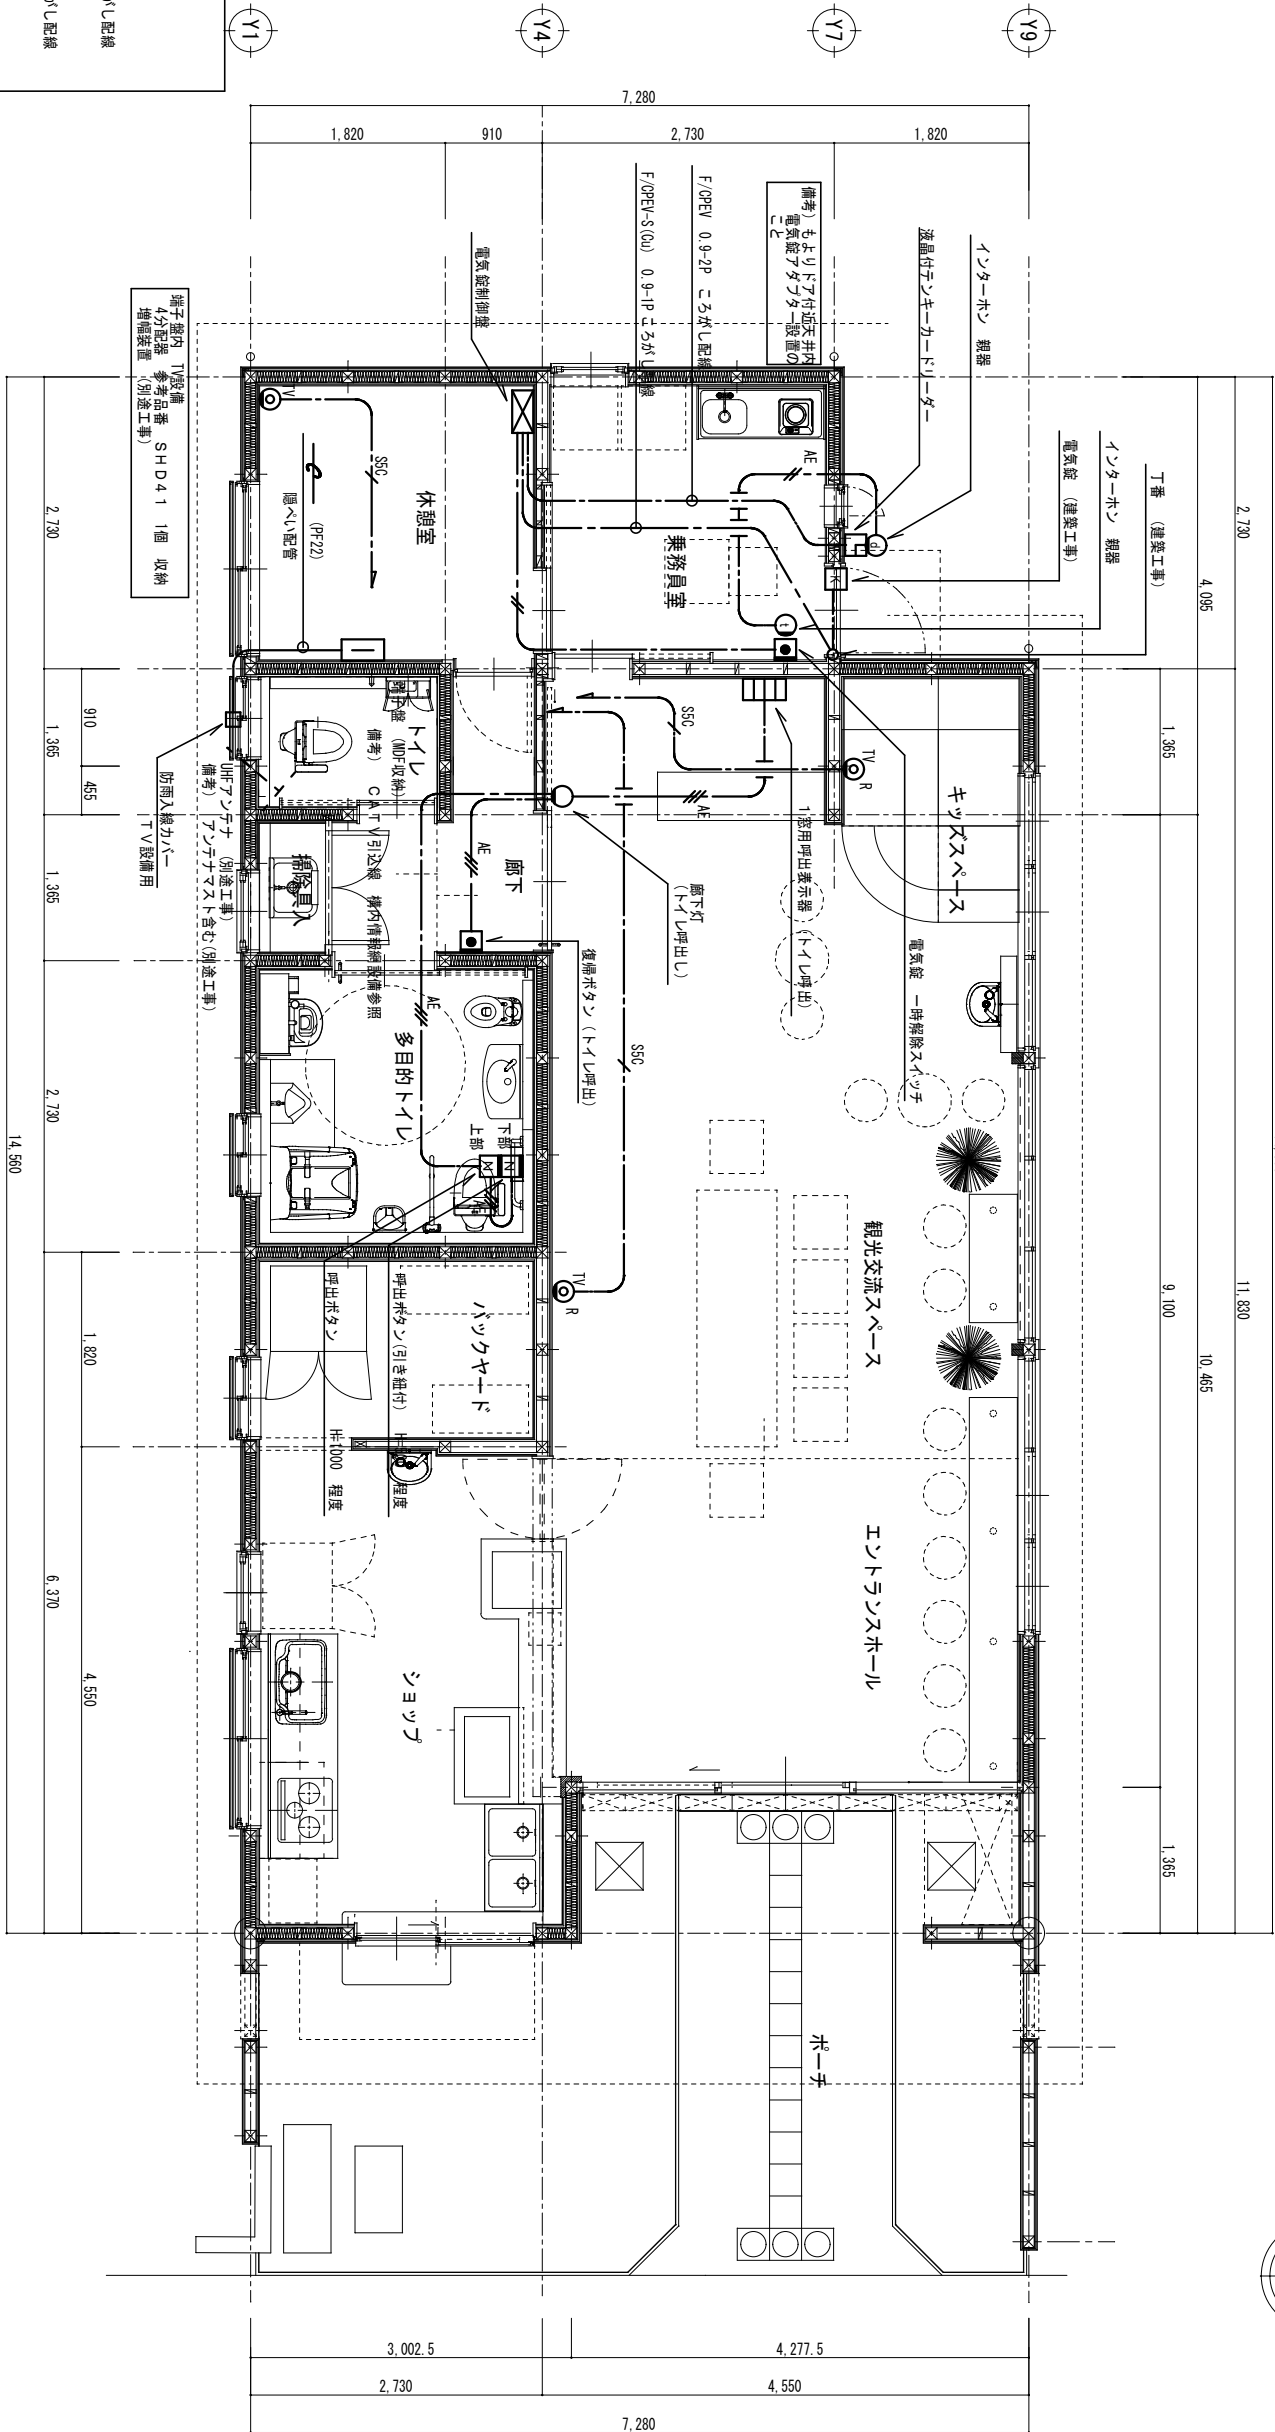 がし配線
がし配線
Y1
Y4
Y7
Y9
7,280
1,820
910
2,730
1,820
備考) もよりドア付近天井内
電気錠アダプター設置の
こと
F/CPEV 0.9-2P ころがし配線
F/CPEV-S(Cu) 0.9-1P ころがし配線
電気錠制御盤
インターホン 親器
液晶付テンキーカードリーダー
丁番 (建築工事)
インターホン 親器
電気錠 (建築工事)
端子盤内 TV設備
4分配器 参考品番 SHD41 1個 収納
増幅装置 (別途工事)
TV
S5C
(PF22)
隠ぺい配管
休憩室
乗務員室
AE
d
K
t
2,730
4,095
11,830
1,365
9,100
10,465
1,365
2,730
910
1,365
455
1,365
2,730
14,560
1,820
6,370
4,550
トイレ
端子盤 (MDF収納)
備考) CATV引込線 構内情報網設備参照
防雨入線カバー
TV設備用
UHFアンテナ (別途工事)
備考) アンテナマスト含む(別途工事)
掃除具入
廊下
AE
S5C
TV
R
AE
キッズスペース
1窓用呼出表示器 (トイレ呼出)
電気錠 一時解除スイッチ
廊下灯
(トイレ呼出し)
復帰ボタン (トイレ呼出)
S5C
AE
多目的トイレ
上部
下部
N
N
呼出ボタン(引き紐付)
呼出ボタン
H=1000 程度
程度
TV
R
バックヤード
観光交流スペース
エントランスホール
ショップ
ポーチ
3,002.5
4,277.5
2,730
4,550
7,280